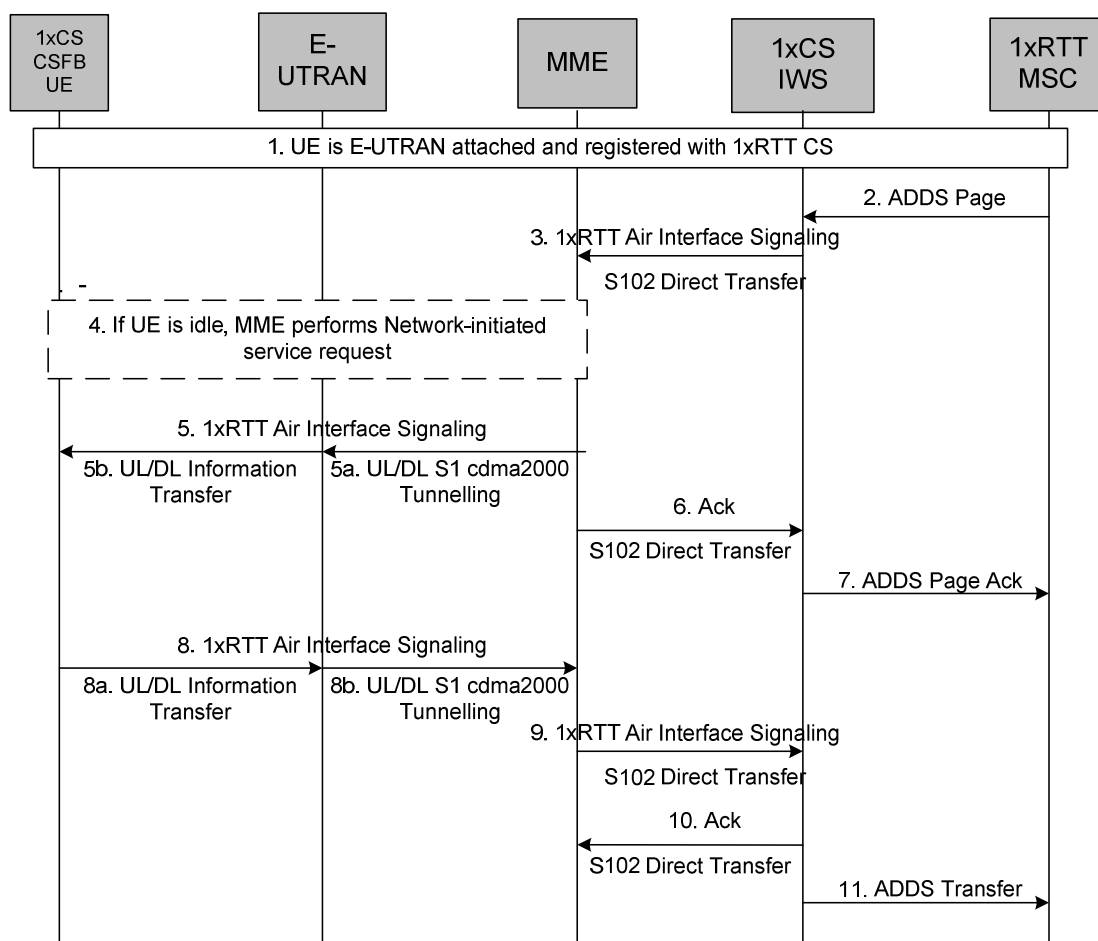 1xCS
CSFB
UE
E-
UTRAN
MME
1xCS
IWS
1xRTT
MSC
1. UE is E-UTRAN attached and registered with 1xRTT CS
2. ADDS Page
3. 1xRTT Air Interface Signaling
S102 Direct Transfer
4. If UE is idle, MME performs Network-initiated
service request
5. 1xRTT Air Interface Signaling
5b. UL/DL Information
Transfer
5a. UL/DL S1 cdma2000
Tunnelling
6. Ack
S102 Direct Transfer
7. ADDS Page Ack
8. 1xRTT Air Interface Signaling
8a. UL/DL Information
Transfer
8b. UL/DL S1 cdma2000
Tunnelling
9. 1xRTT Air Interface Signaling
S102 Direct Transfer
10. Ack
S102 Direct Transfer
11. ADDS Transfer